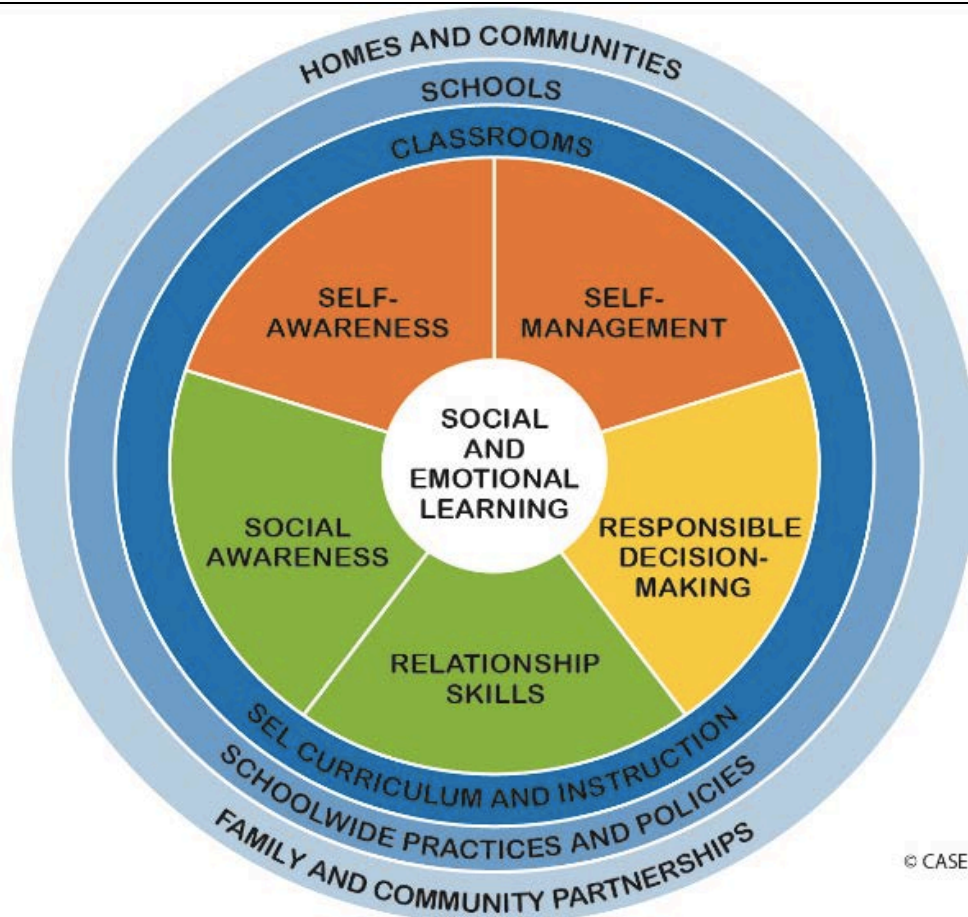 HOMES AND COMMUNITIES
SCHOOLS
CLASSROOMS
SELF-
AWARENESS
SELF-
MANAGEMENT
SOCIAL
AND
EMOTIONAL
LEARNING
SOCIAL
AWARENESS
RESPONSIBLE
DECISION-
MAKING
RELATIONSHIP
SKILLS
SEL CURRICULUM AND INSTRUCTION
SCHOOLWIDE PRACTICES AND POLICIES
FAMILY AND COMMUNITY PARTNERSHIPS
© CASE